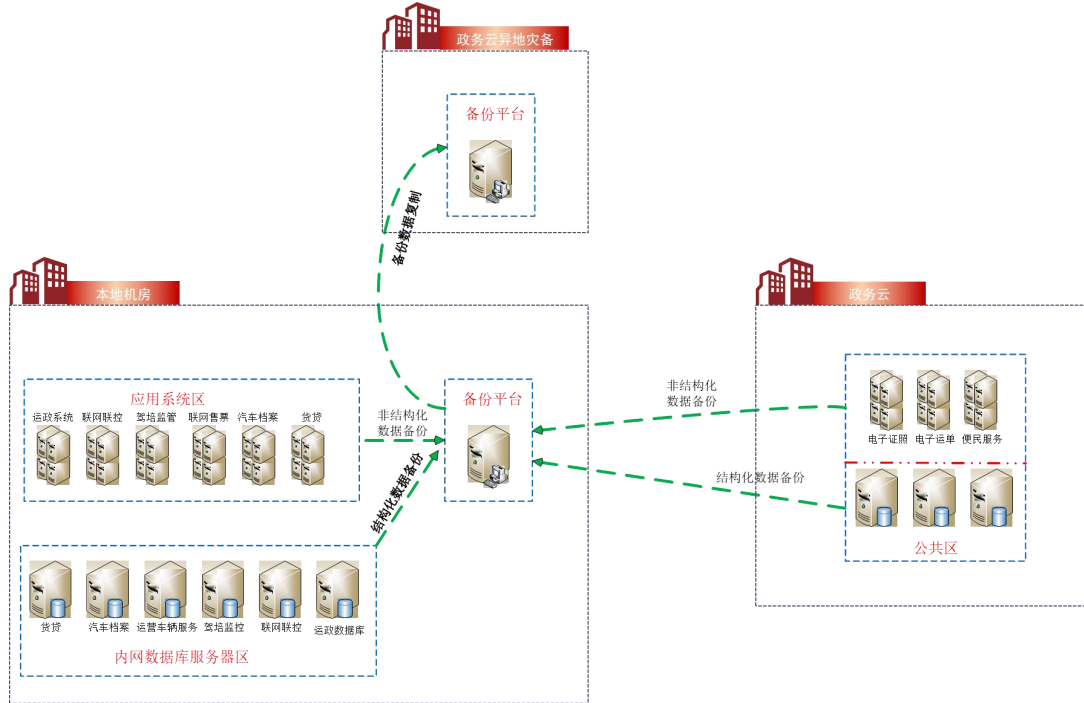 政务云异地灾备
备份平台
备份数据复制
本地机房
政务云
应用系统区
运政系统
联网联控
驾培监管
联网售票
汽车档案
货贷
非结构化
数据备份
备份平台
非结构化
数据备份
电子证照
电子运单
便民服务
结构化数据备份
结构化数据备份
公共区
货贷
汽车档案
运营车辆服务
驾培监控
联网联控
运政数据库
内网数据库服务器区